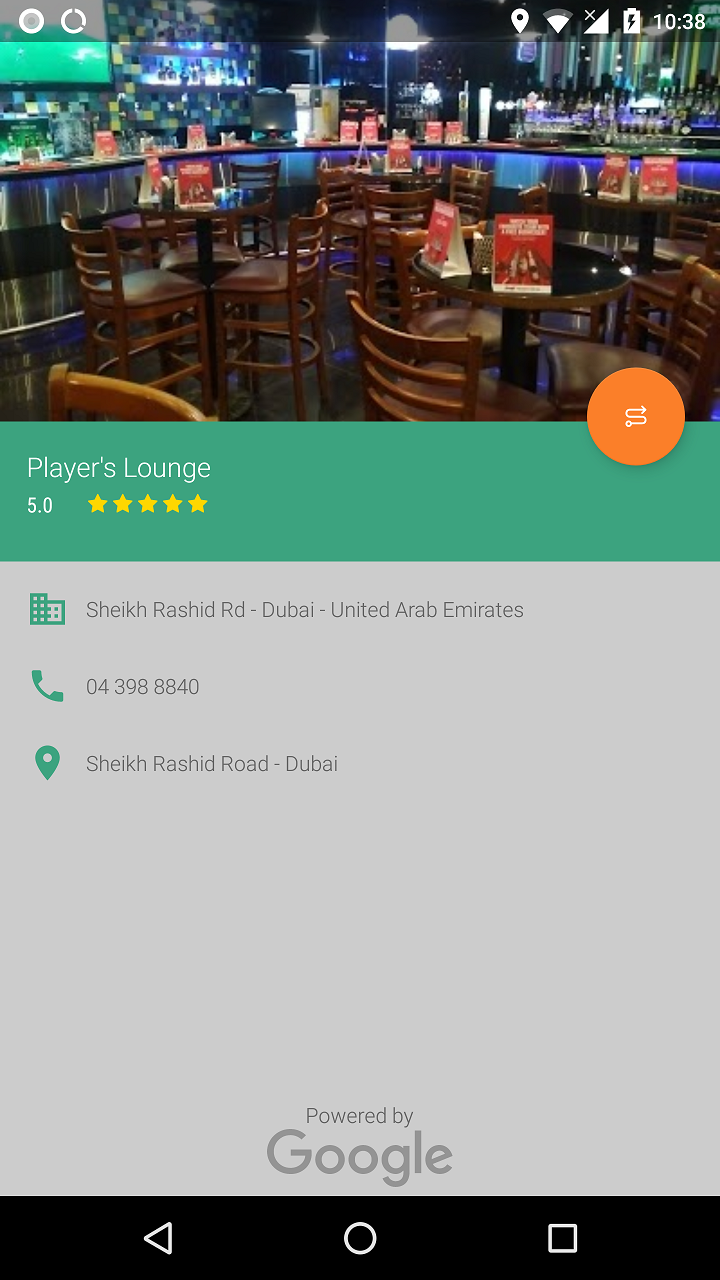 10:38
Player's Lounge
5.0
Sheikh Rashid Rd - Dubai - United Arab Emirates
04 398 8840
Sheikh Rashid Road - Dubai
Powered by
Google